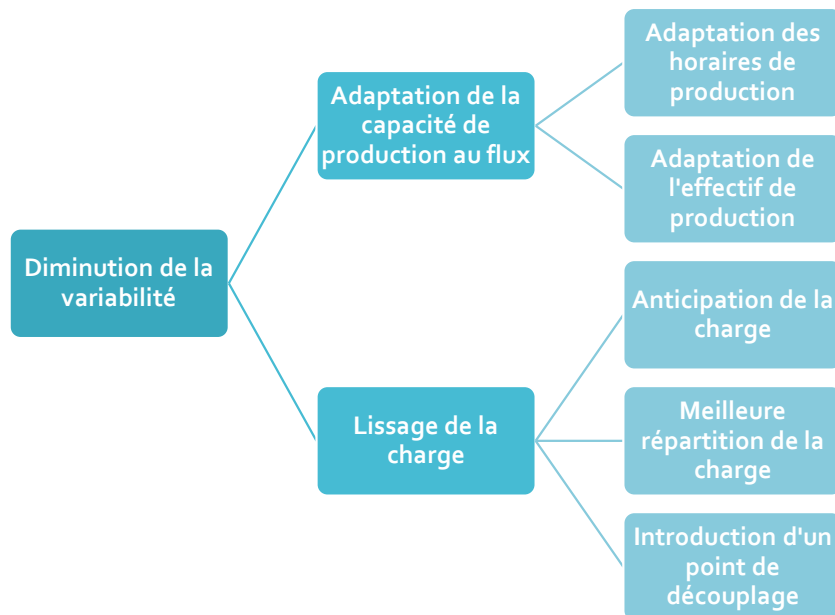 Diminution de la
variabilité
Adaptation de la
capacité de
production au flux
Lissage de la
charge
Adaptation des
horaires de
production
Adaptation de
l'effectif de
production
Anticipation de la
charge
Meilleure
répartition de la
charge
Introduction d'un
point de
découplage